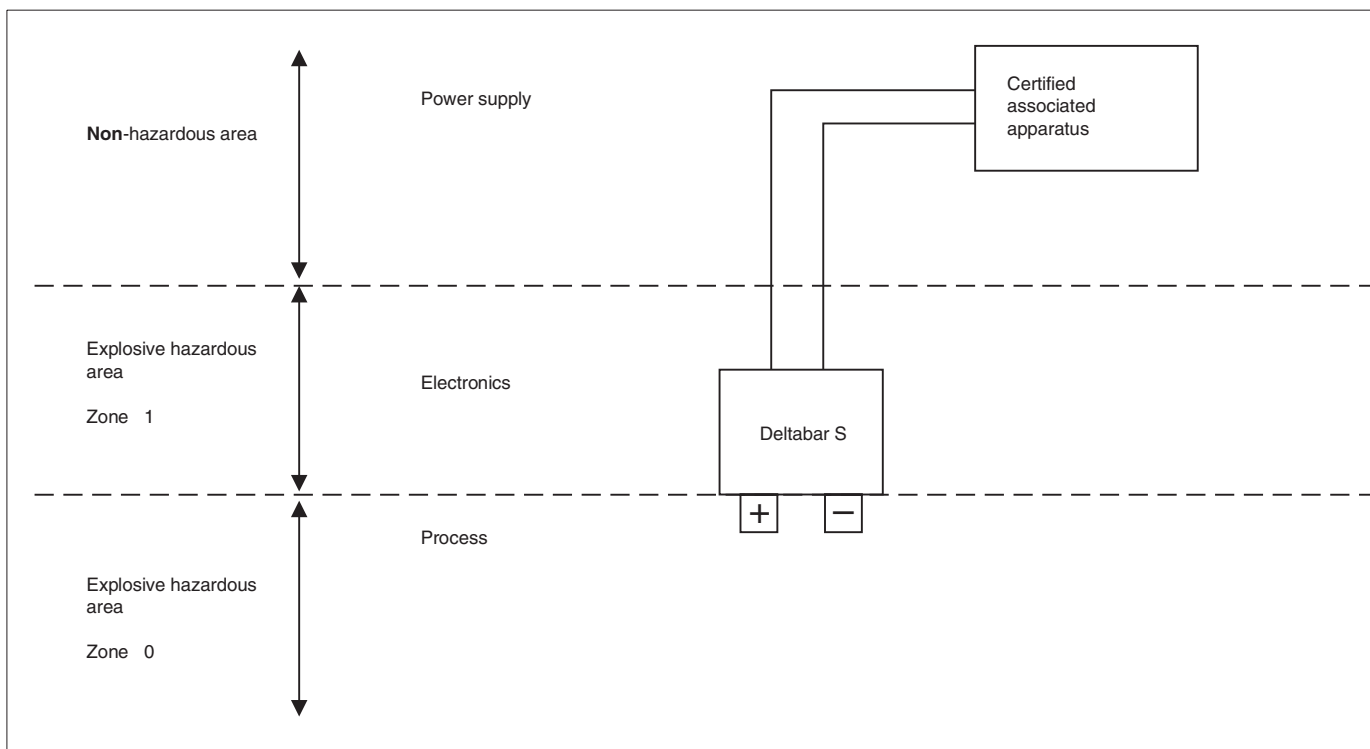 Non-hazardous area
Power supply
Certified
associated
apparatus
Explosive hazardous
area
Zone 1
Electronics
Deltabar S
+ −
Process
Explosive hazardous
area
Zone 0